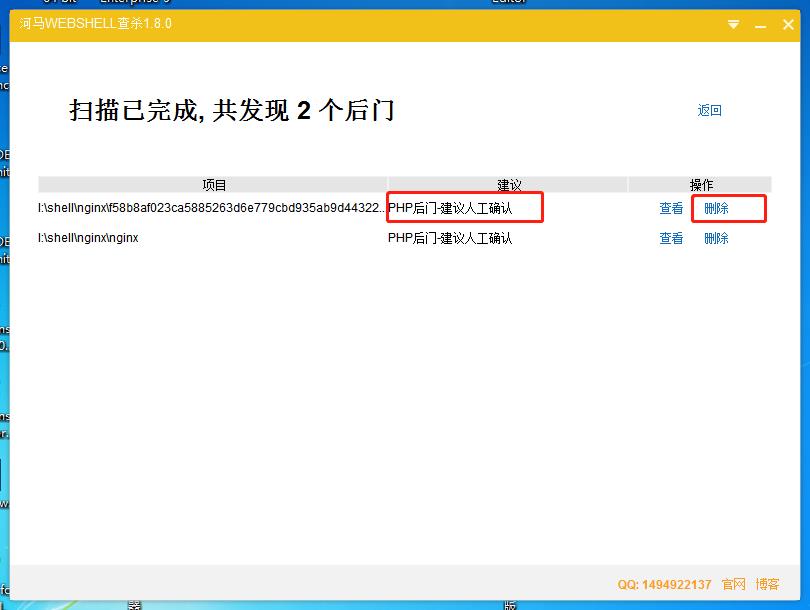 河马WEBSHELL查杀1.8.0
扫描已完成, 共发现 2 个后门
返回
项目 建议 操作
I:\shell\nginx\f58b8af023ca5885263d6e779cbd935ab9d44322... PHP后门-建议人工确认 查看 删除
I:\shell\nginx\nginx PHP后门-建议人工确认 查看 删除
QQ: 1494922137 官网 博客